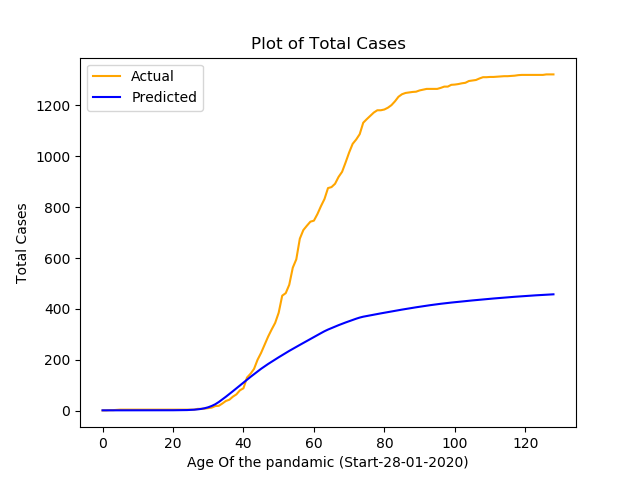 Plot of Total Cases
Actual
Predicted
1200
1000
800
600
400
200
0
Total Cases
0 20 40 60 80 100 120
Age Of the pandamic (Start-28-01-2020)